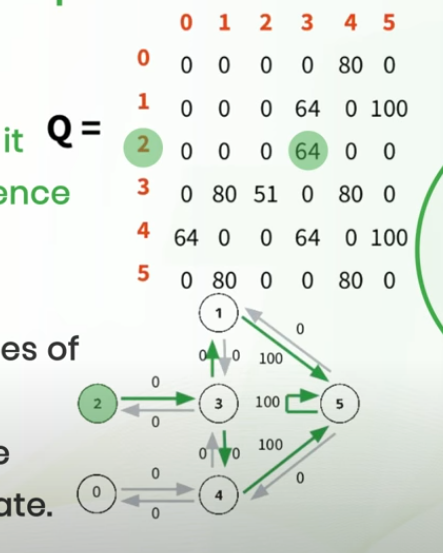 0 1 2 3 4 5
0 0 0 0 0 80 0
1 0 0 0 64 0 100
it Q = 2 0 0 0 64 0 0
ence 3 0 80 51 0 80 0
4 64 0 0 64 0 100
5 0 80 0 0 80 0
1
0
es of 0 0 100
0 100
2 3 5
0
e 0 0 100
0 0
ate. 0 4
0